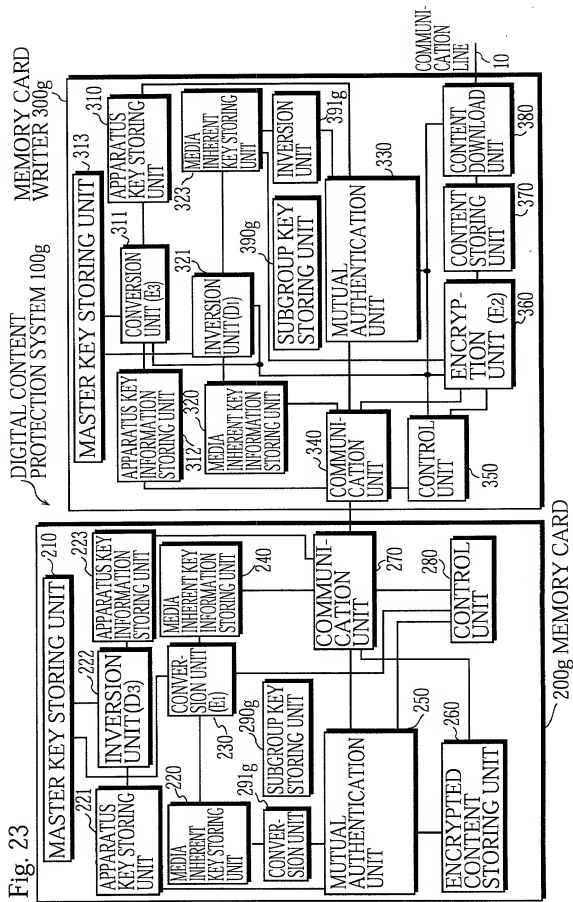 Fig. 23
DIGITAL CONTENT
PROTECTION SYSTEM 100g
MASTER KEY STORING UNIT
210
221
APPARATUS
KEY STORING
UNIT
222
INVERSION
UNIT(D3)
223
APPARATUS KEY
INFORMATION
STORING UNIT
220
MEDIA
INHERENT
KEY STORING
UNIT
CONVER-
SION UNIT
(E1)
230
MEDIA
INHERENT KEY
INFORMATION
STORING UNIT
240
291g
CONVER-
SION UNIT
290g
SUBGROUP KEY
STORING UNIT
MUTUAL
AUTHENTICATION
UNIT
250
COMMUNI-
CATION
UNIT
270
ENCRYPTED
CONTENT
STORING UNIT
260
280
CONTROL
UNIT
200g MEMORY CARD
MEMORY CARD
WRITER 300g
MASTER KEY STORING UNIT
313
APPARATUS KEY
INFORMATION
STORING UNIT
312
311
CONVERSION
UNIT (E3)
310
APPARATUS
KEY STORING
UNIT
320
MEDIA
INHERENT KEY
INFORMATION
STORING UNIT
321
INVERSION
UNIT(D1)
323
MEDIA
INHERENT
KEY STORING
UNIT
390g
SUBGROUP KEY
STORING UNIT
INVERSION
UNIT
391g
340
COMMUNI-
CATION
UNIT
MUTUAL
AUTHENTICATION
UNIT
330
CONTROL
UNIT
350
ENCRYP-
TION
UNIT (E2)
360
CONTENT
STORING
UNIT
370
CONTENT
DOWNLOAD
UNIT
380
COMMUNI-
CATION
LINE
10